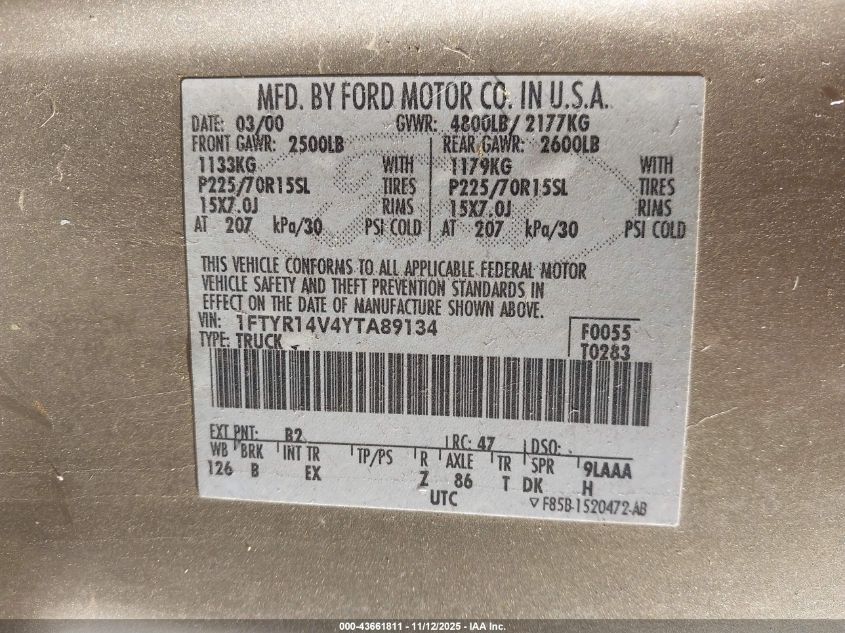 MFD. BY FORD MOTOR CO. IN U.S.A.
DATE: 03/00 GVWR: 4800LB/ 2177KG
FRONT GAWR: 2500LB REAR GAWR: 2600LB
1133KG WITH 1179KG WITH
P225/70R15SL TIRES P225/70R15SL TIRES
15X7.0J RIMS 15X7.0J RIMS
AT 207 kPa/30 PSI COLD AT 207 kPa/30 PSI COLD
THIS VEHICLE CONFORMS TO ALL APPLICABLE FEDERAL MOTOR
VEHICLE SAFETY AND THEFT PREVENTION STANDARDS IN
EFFECT ON THE DATE OF MANUFACTURE SHOWN ABOVE.
VIN: 1FTYR14V4YTA89134 F0055
TYPE: TRUCK T0283
EXT PNT: B2 RC: 47 DSO:
WB BRK INT TR TP/PS R AXLE TR SPR 9LAAA
126 B EX Z 86 T DK H
UTC ▽ F85B-1520472-AB
000-43661811 - 11/12/2025 - IAA Inc.